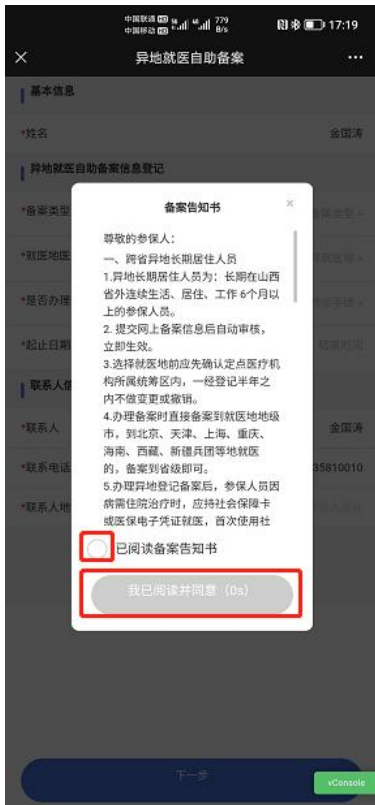 中国联通 HD 4G 779
中国移动 HD 4G B/s
17:19
异地就医自助备案
基本信息
*姓名 金国涛
异地就医自助备案信息登记
*备案类型
*就医地医
*是否办理
*起止日期 结束时间
联系人信
*联系人 金国涛
*联系电话 35810010
*联系人地
备案告知书
尊敬的参保人：
一、跨省异地长期居住人员
1.异地长期居住人员为：长期在山西
省外连续生活、居住、工作 6个月以
上的参保人员。
2. 提交网上备案信息后自动审核，
立即生效。
3.选择就医地前应先确认定点医疗机
构所属统筹区内，一经登记半年之
内不做变更或撤销。
4.办理备案时直接备案到就医地地级
市，到北京、天津、上海、重庆、
海南、西藏、新疆兵团等地就医
的，备案到省级即可。
5.办理异地登记备案后，参保人员因
病需住院治疗时，应持社会保障卡
或医保电子凭证就医，首次使用社
已阅读备案告知书
我已阅读并同意（0s）
下一步
vConsole